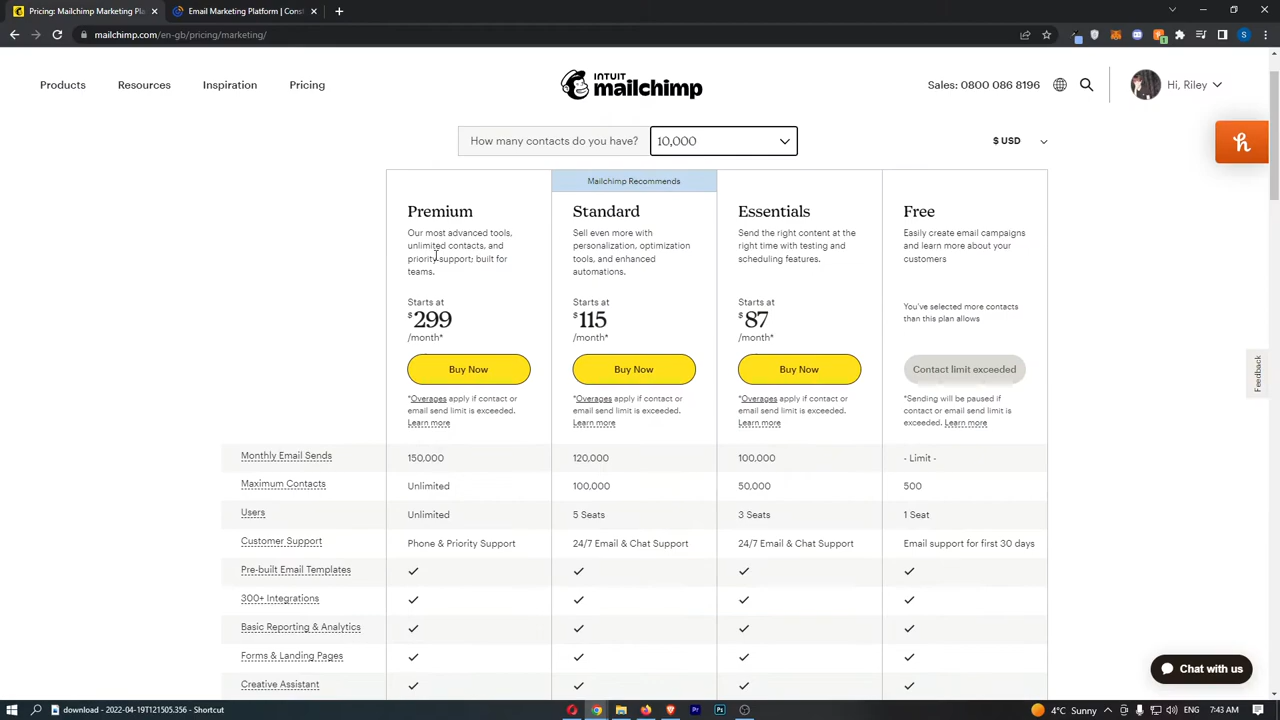 Pricing: Mailchimp Marketing Pl
Email Marketing Platform | Cons
mailchimp.com/en-gb/pricing/marketing/
Products
Resources
Inspiration
Pricing
INTUIT
mailchimp
Sales: 0800 086 8196
Hi, Riley
How many contacts do you have?
10,000
$ USD
Mailchimp Recommends
Premium
Our most advanced tools,
unlimited contacts, and
priority support; built for
teams.
Starts at
$299
/month*
Buy Now
*Overages apply if contact or
email send limit is exceeded.
Learn more
Standard
Sell even more with
personalization, optimization
tools, and enhanced
automations.
Starts at
$115
/month*
Buy Now
*Overages apply if contact or
email send limit is exceeded.
Learn more
Essentials
Send the right content at the
right time with testing and
scheduling features.
Starts at
$87
/month*
Buy Now
*Overages apply if contact or
email send limit is exceeded.
Learn more
Free
Easily create email campaigns
and learn more about your
customers
You've selected more contacts
than this plan allows
Contact limit exceeded
*Sending will be paused if
contact or email send limit is
exceeded. Learn more
Feedback
Monthly Email Sends 150,000 120,000 100,000 - Limit -
Maximum Contacts Unlimited 100,000 50,000 500
Users Unlimited 5 Seats 3 Seats 1 Seat
Customer Support Phone & Priority Support 24/7 Email & Chat Support 24/7 Email & Chat Support Email support for first 30 days
Pre-built Email Templates
300+ Integrations
Basic Reporting & Analytics
Forms & Landing Pages
Creative Assistant
Chat with us
download - 2022-04-19T121505.356 - Shortcut
4°C Sunny
7:43 AM